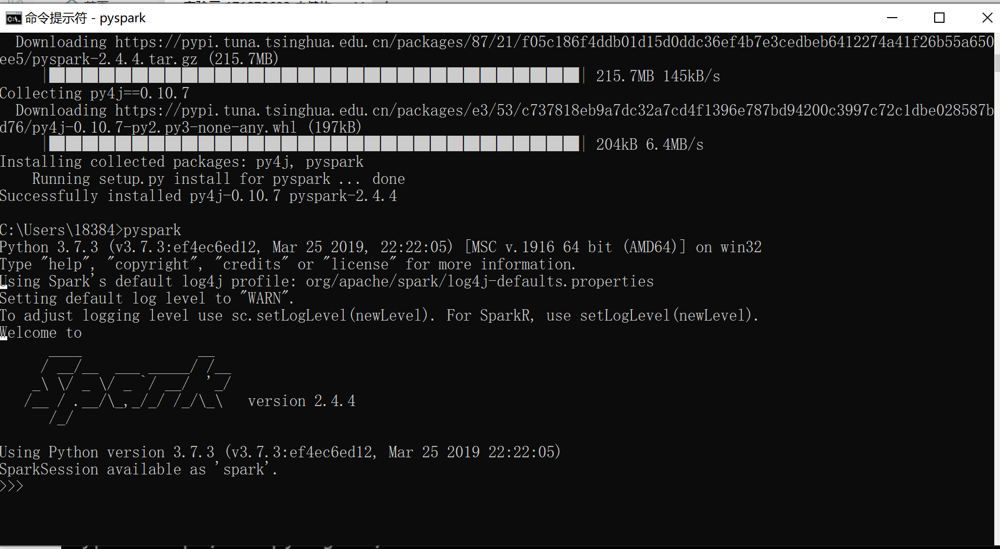 命令提示符 - pyspark
  Downloading https://pypi.tuna.tsinghua.edu.cn/packages/87/21/f05c186f4ddb01d15d0ddc36ef4b7e3cedbeb6412274a41f26b55a650
ee5/pyspark-2.4.4.tar.gz (215.7MB)
     |████████████████████████████████| 215.7MB 145kB/s
Collecting py4j==0.10.7
  Downloading https://pypi.tuna.tsinghua.edu.cn/packages/e3/53/c737818eb9a7dc32a7cd4f1396e787bd94200c3997c72c1dbe028587b
d76/py4j-0.10.7-py2.py3-none-any.whl (197kB)
     |████████████████████████████████| 204kB 6.4MB/s
Installing collected packages: py4j, pyspark
    Running setup.py install for pyspark ... done
Successfully installed py4j-0.10.7 pyspark-2.4.4
C:\Users\18384>pyspark
Python 3.7.3 (v3.7.3:ef4ec6ed12, Mar 25 2019, 22:22:05) [MSC v.1916 64 bit (AMD64)] on win32
Type "help", "copyright", "credits" or "license" for more information.
Using Spark's default log4j profile: org/apache/spark/log4j-defaults.properties
Setting default log level to "WARN".
To adjust logging level use sc.setLogLevel(newLevel). For SparkR, use setLogLevel(newLevel).
Welcome to
      ____              __
     / __/__  ___ _____/ /__
    _\ \/ _ \/ _ `/ __/  '_/
   /__ / .__/\_,_/_/ /_/\_\   version 2.4.4
      /_/
Using Python version 3.7.3 (v3.7.3:ef4ec6ed12, Mar 25 2019 22:22:05)
SparkSession available as 'spark'.
>>>